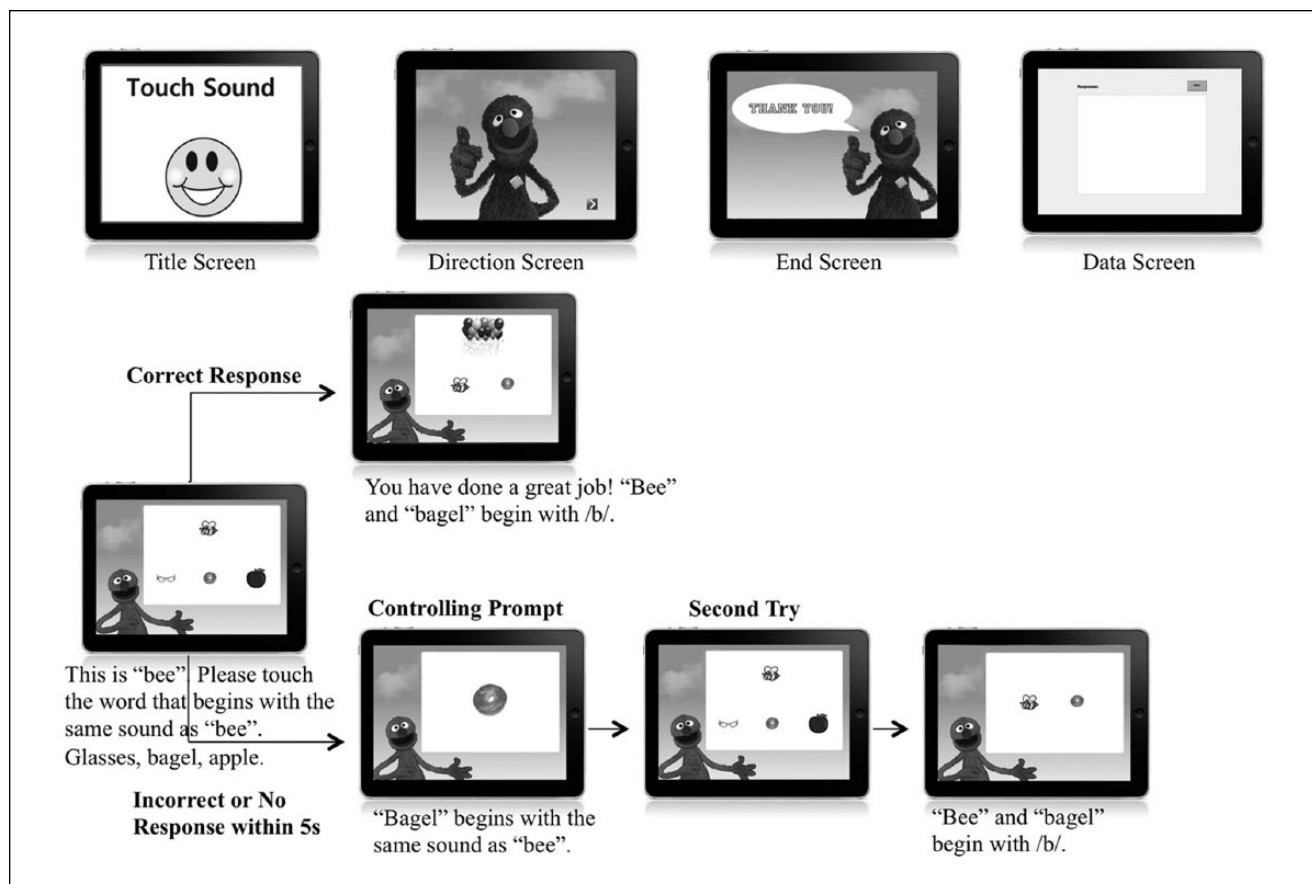 Touch Sound
THANK YOU!
Responses:
Title Screen
Direction Screen
End Screen
Data Screen
Correct Response
You have done a great job! “Bee”
and “bagel” begin with /b/.
This is “bee”. Please touch
the word that begins with the
same sound as “bee”.
Glasses, bagel, apple.
Incorrect or No
Response within 5s
Controlling Prompt
“Bagel” begins with the
same sound as “bee”.
Second Try
“Bee” and “bagel”
begin with /b/.